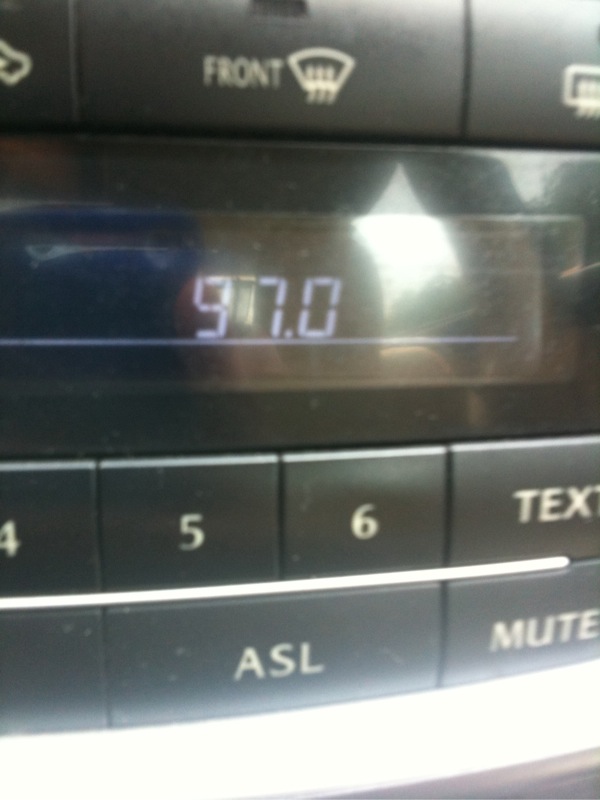 FRONT
97.0
4 5 6 TEXT
ASL MUTE